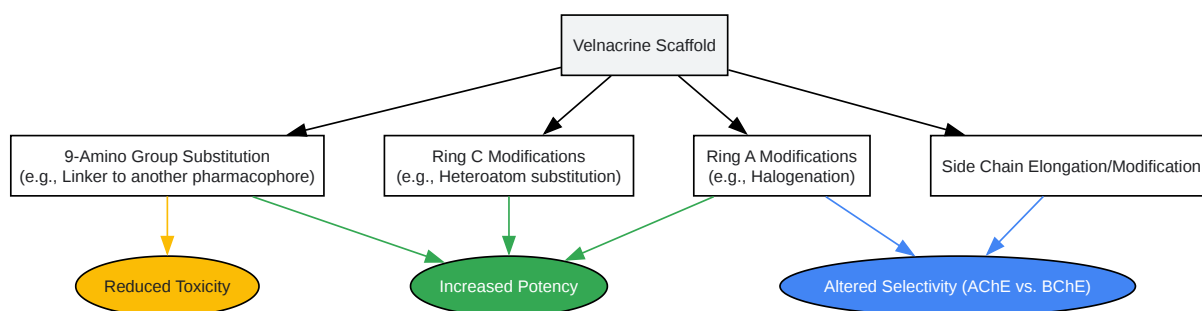 Velnacrine Scaffold
9-Amino Group Substitution
(e.g., Linker to another pharmacophore)
Ring C Modifications
(e.g., Heteroatom substitution)
Ring A Modifications
(e.g., Halogenation)
Side Chain Elongation/Modification
Reduced Toxicity
Increased Potency
Altered Selectivity (AChE vs. BChE)